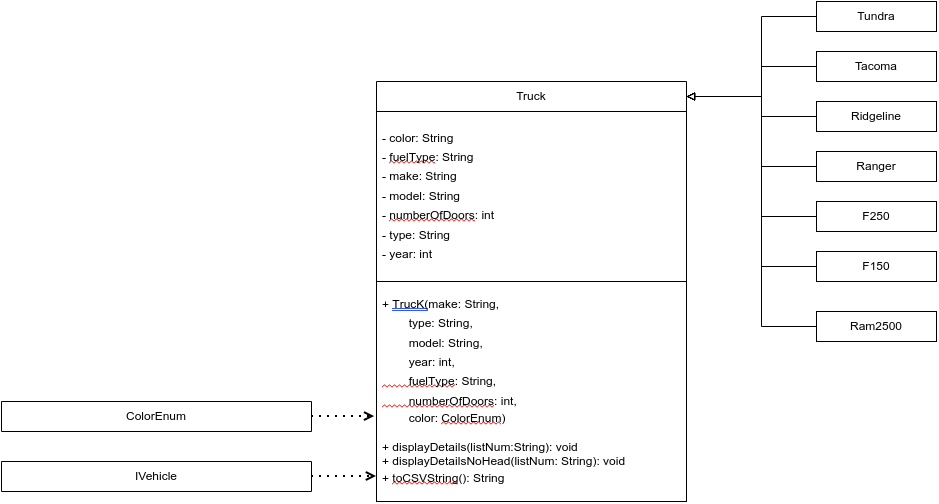 Tundra
Tacoma
Truck
Ridgeline
- color: String
- fuelType: String
- make: String
- model: String
- numberOfDoors: int
- type: String
- year: int
Ranger
F250
F150
Ram2500
+ TrucK(make: String,
type: String,
model: String,
year: int,
fuelType: String,
numberOfDoors: int,
color: ColorEnum)
ColorEnum
+ displayDetails(listNum:String): void
+ displayDetailsNoHead(listNum: String): void
+ toCSVString(): String
IVehicle